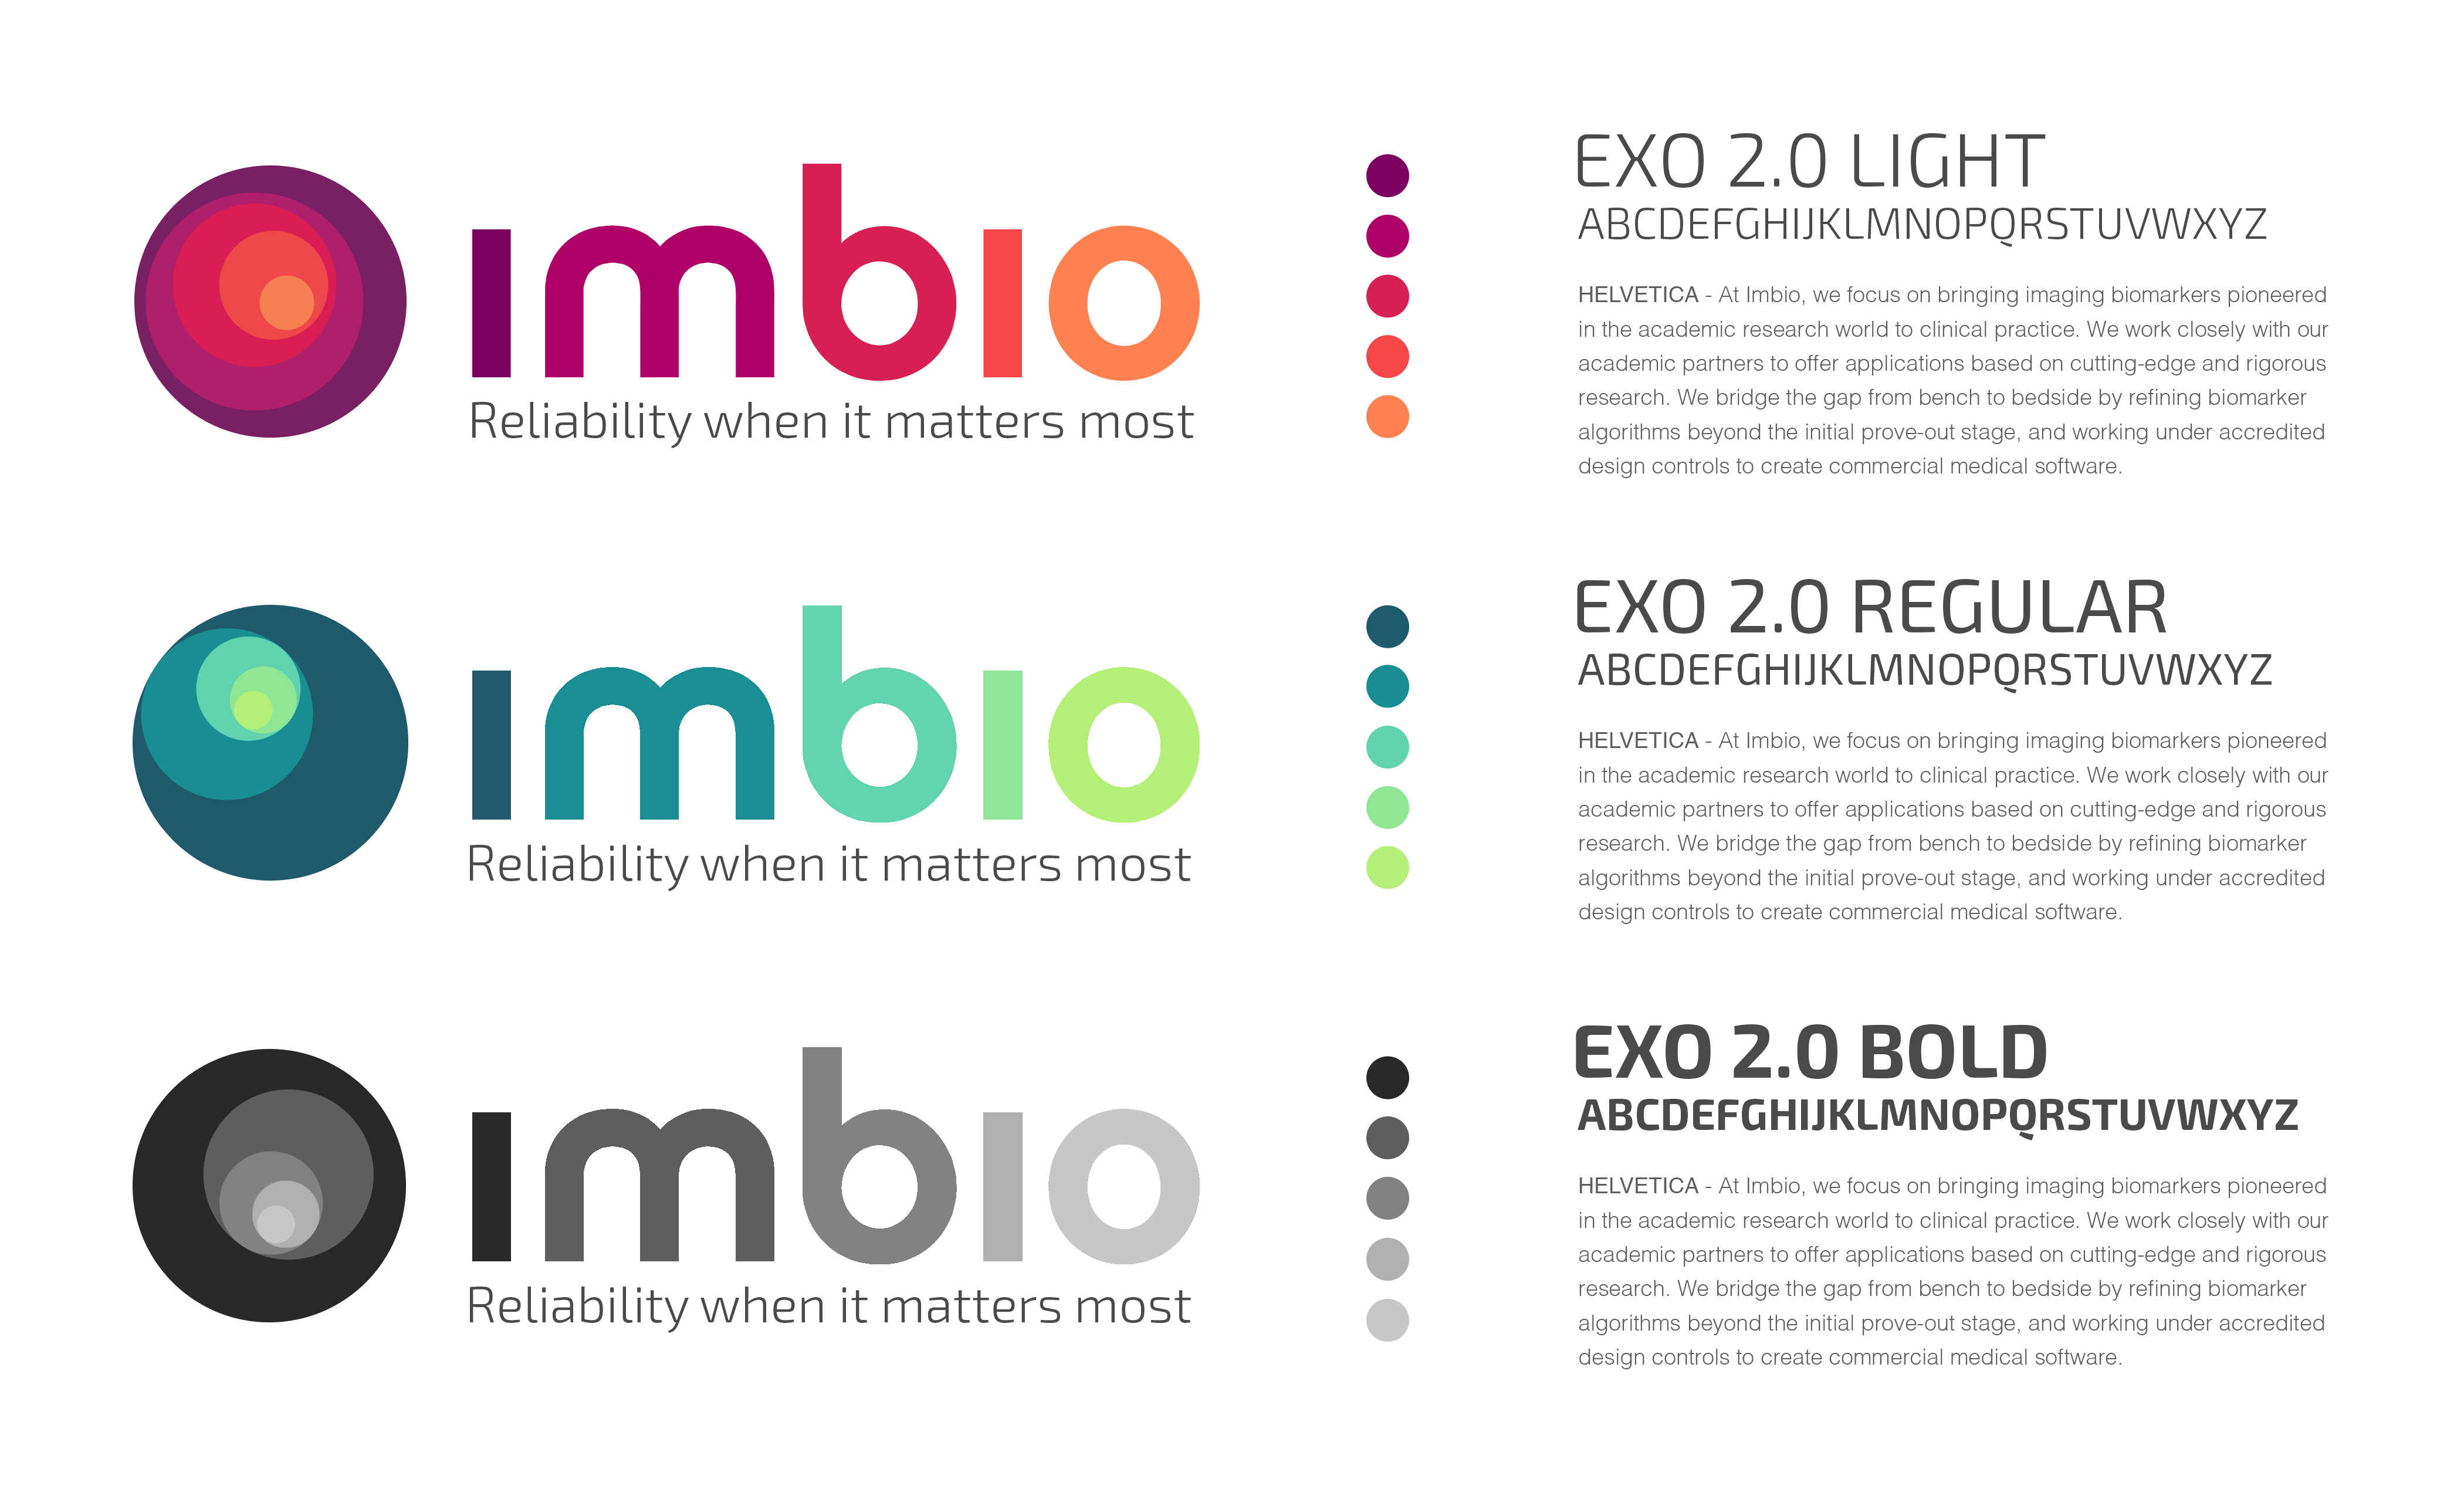 imbio
Reliability when it matters most
EXO 2.0 LIGHT
ABCDEFGHIJKLMNOPQRSTUVWXYZ
HELVETICA - At Imbio, we focus on bringing imaging biomarkers pioneered
in the academic research world to clinical practice. We work closely with our
academic partners to offer applications based on cutting-edge and rigorous
research. We bridge the gap from bench to bedside by refining biomarker
algorithms beyond the initial prove-out stage, and working under accredited
design controls to create commercial medical software.
imbio
Reliability when it matters most
EXO 2.0 REGULAR
ABCDEFGHIJKLMNOPQRSTUVWXYZ
HELVETICA - At Imbio, we focus on bringing imaging biomarkers pioneered
in the academic research world to clinical practice. We work closely with our
academic partners to offer applications based on cutting-edge and rigorous
research. We bridge the gap from bench to bedside by refining biomarker
algorithms beyond the initial prove-out stage, and working under accredited
design controls to create commercial medical software.
imbio
Reliability when it matters most
EXO 2.0 BOLD
ABCDEFGHIJKLMNOPQRSTUVWXYZ
HELVETICA - At Imbio, we focus on bringing imaging biomarkers pioneered
in the academic research world to clinical practice. We work closely with our
academic partners to offer applications based on cutting-edge and rigorous
research. We bridge the gap from bench to bedside by refining biomarker
algorithms beyond the initial prove-out stage, and working under accredited
design controls to create commercial medical software.